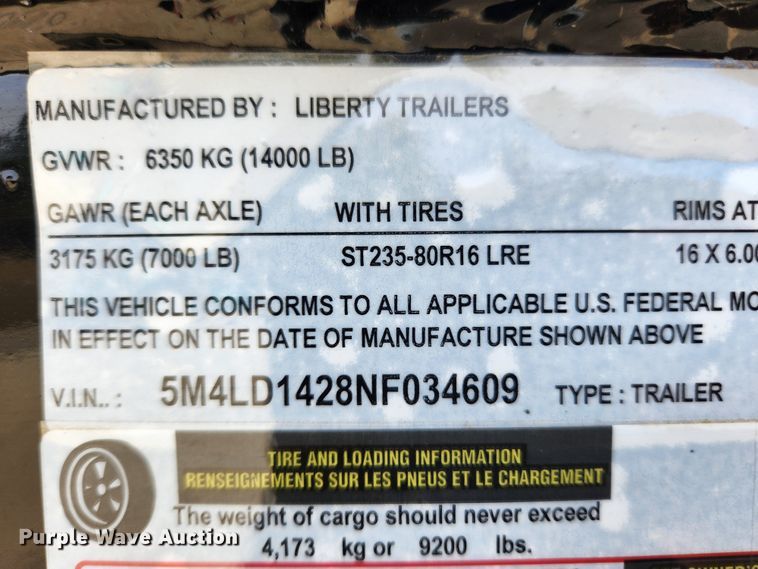 MANUFACTURED BY : LIBERTY TRAILERS
GVWR : 6350 KG (14000 LB)
GAWR (EACH AXLE) WITH TIRES RIMS AT
3175 KG (7000 LB) ST235-80R16 LRE 16 X 6.00
THIS VEHICLE CONFORMS TO ALL APPLICABLE U.S. FEDERAL MO
IN EFFECT ON THE DATE OF MANUFACTURE SHOWN ABOVE
V.I.N.. : 5M4LD1428NF034609 TYPE : TRAILER
TIRE AND LOADING INFORMATION
RENSEIGNEMENTS SUR LES PNEUS ET LE CHARGEMENT
The weight of cargo should never exceed
4,173 kg or 9200 lbs.
OWNER'S
Purple Wave Auction